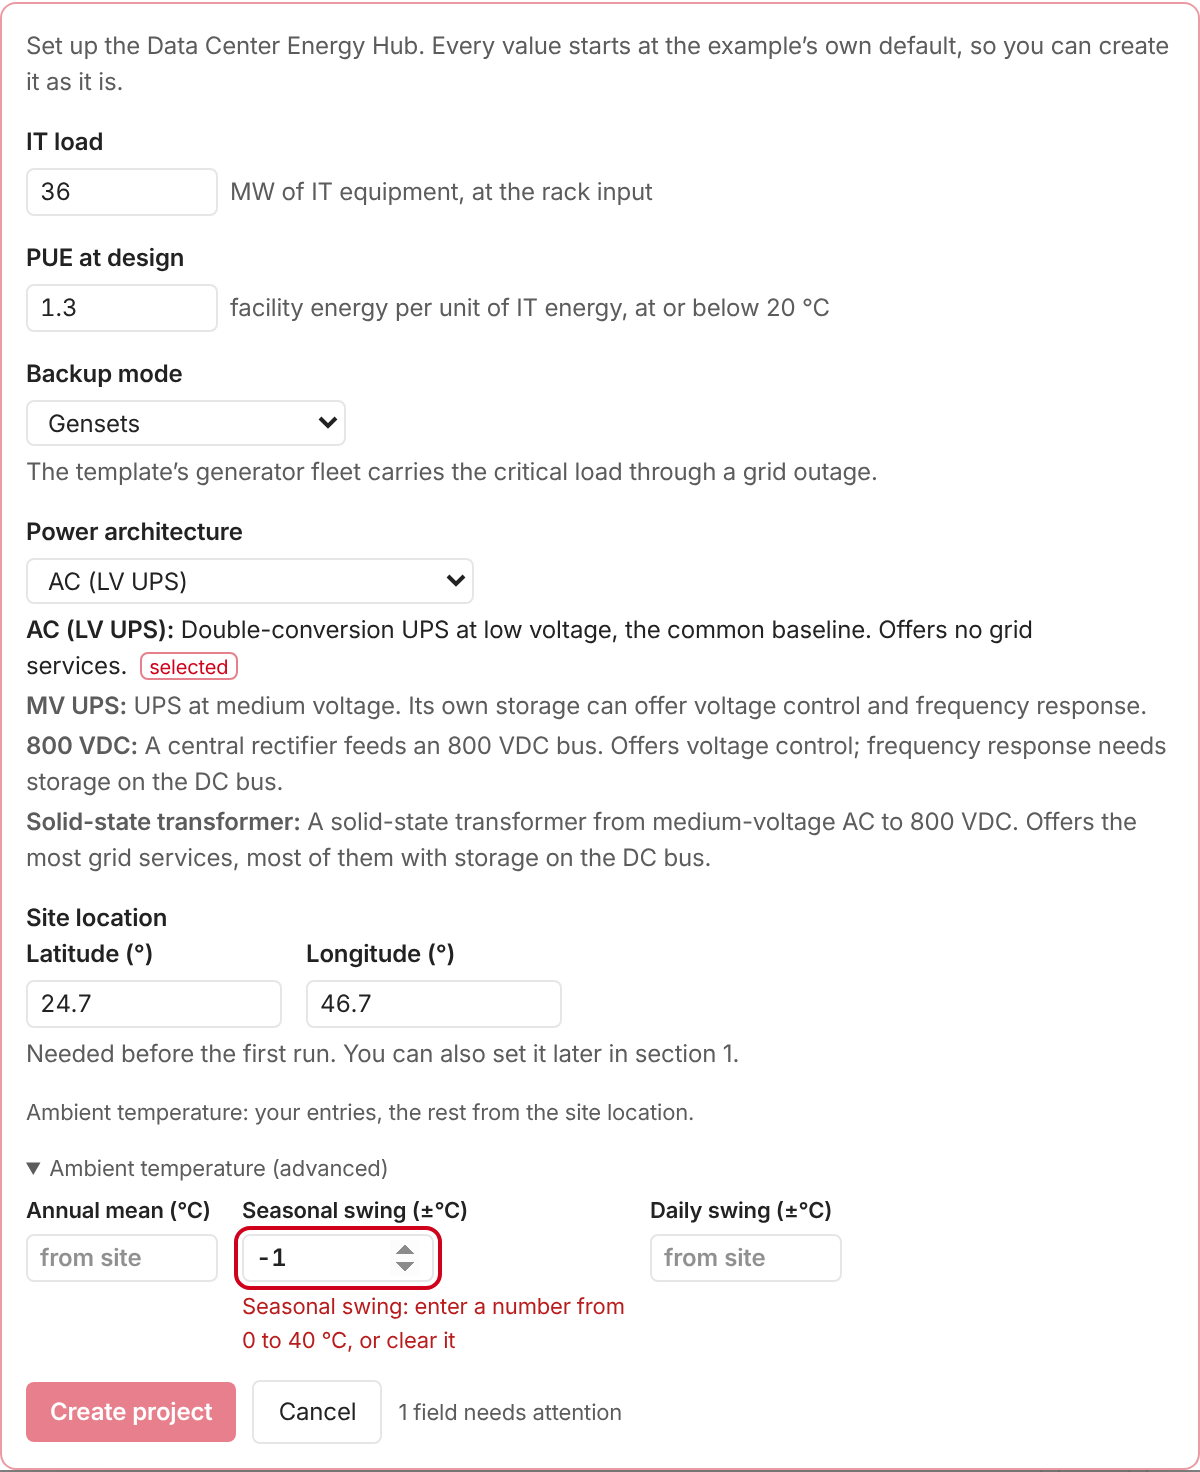 Set up the Data Center Energy Hub. Every value starts at the example’s own default, so you can create
it as it is.
IT load
36 MW of IT equipment, at the rack input
PUE at design
1.3 facility energy per unit of IT energy, at or below 20 °C
Backup mode
Gensets
The template’s generator fleet carries the critical load through a grid outage.
Power architecture
AC (LV UPS)
AC (LV UPS): Double-conversion UPS at low voltage, the common baseline. Offers no grid
services. selected
MV UPS: UPS at medium voltage. Its own storage can offer voltage control and frequency response.
800 VDC: A central rectifier feeds an 800 VDC bus. Offers voltage control; frequency response needs
storage on the DC bus.
Solid-state transformer: A solid-state transformer from medium-voltage AC to 800 VDC. Offers the
most grid services, most of them with storage on the DC bus.
Site location
Latitude (°) Longitude (°)
24.7 46.7
Needed before the first run. You can also set it later in section 1.
Ambient temperature: your entries, the rest from the site location.
▼ Ambient temperature (advanced)
Annual mean (°C) Seasonal swing (±°C) Daily swing (±°C)
from site -1 from site
Seasonal swing: enter a number from
0 to 40 °C, or clear it
Create project Cancel 1 field needs attention